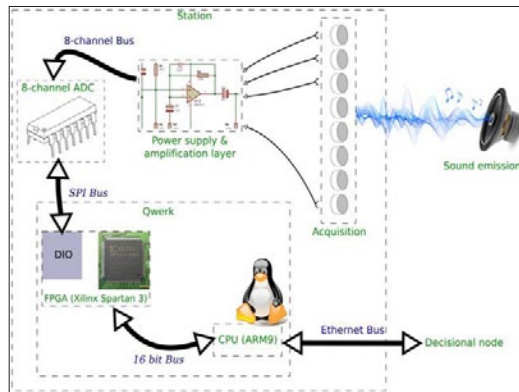 Station
8-channel Bus
8-channel ADC
Power supply &
amplification layer
Sound emission
Acquisition
SPI Bus
Qwerk
DIO
FPGA (Xilinx Spartan 3)
CPU (ARM9)
16 bit Bus
Ethernet Bus
Decisional node